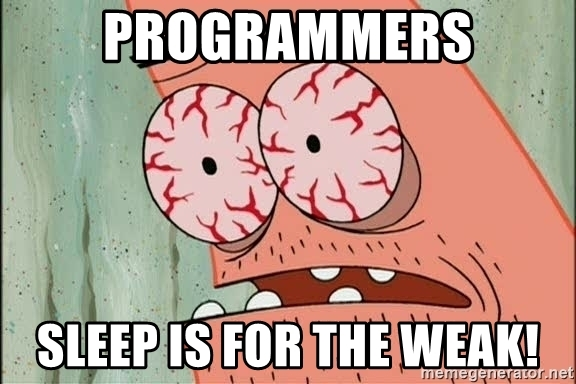 PROGRAMMERS
SLEEP IS FOR THE WEAK!
memegenerator.net